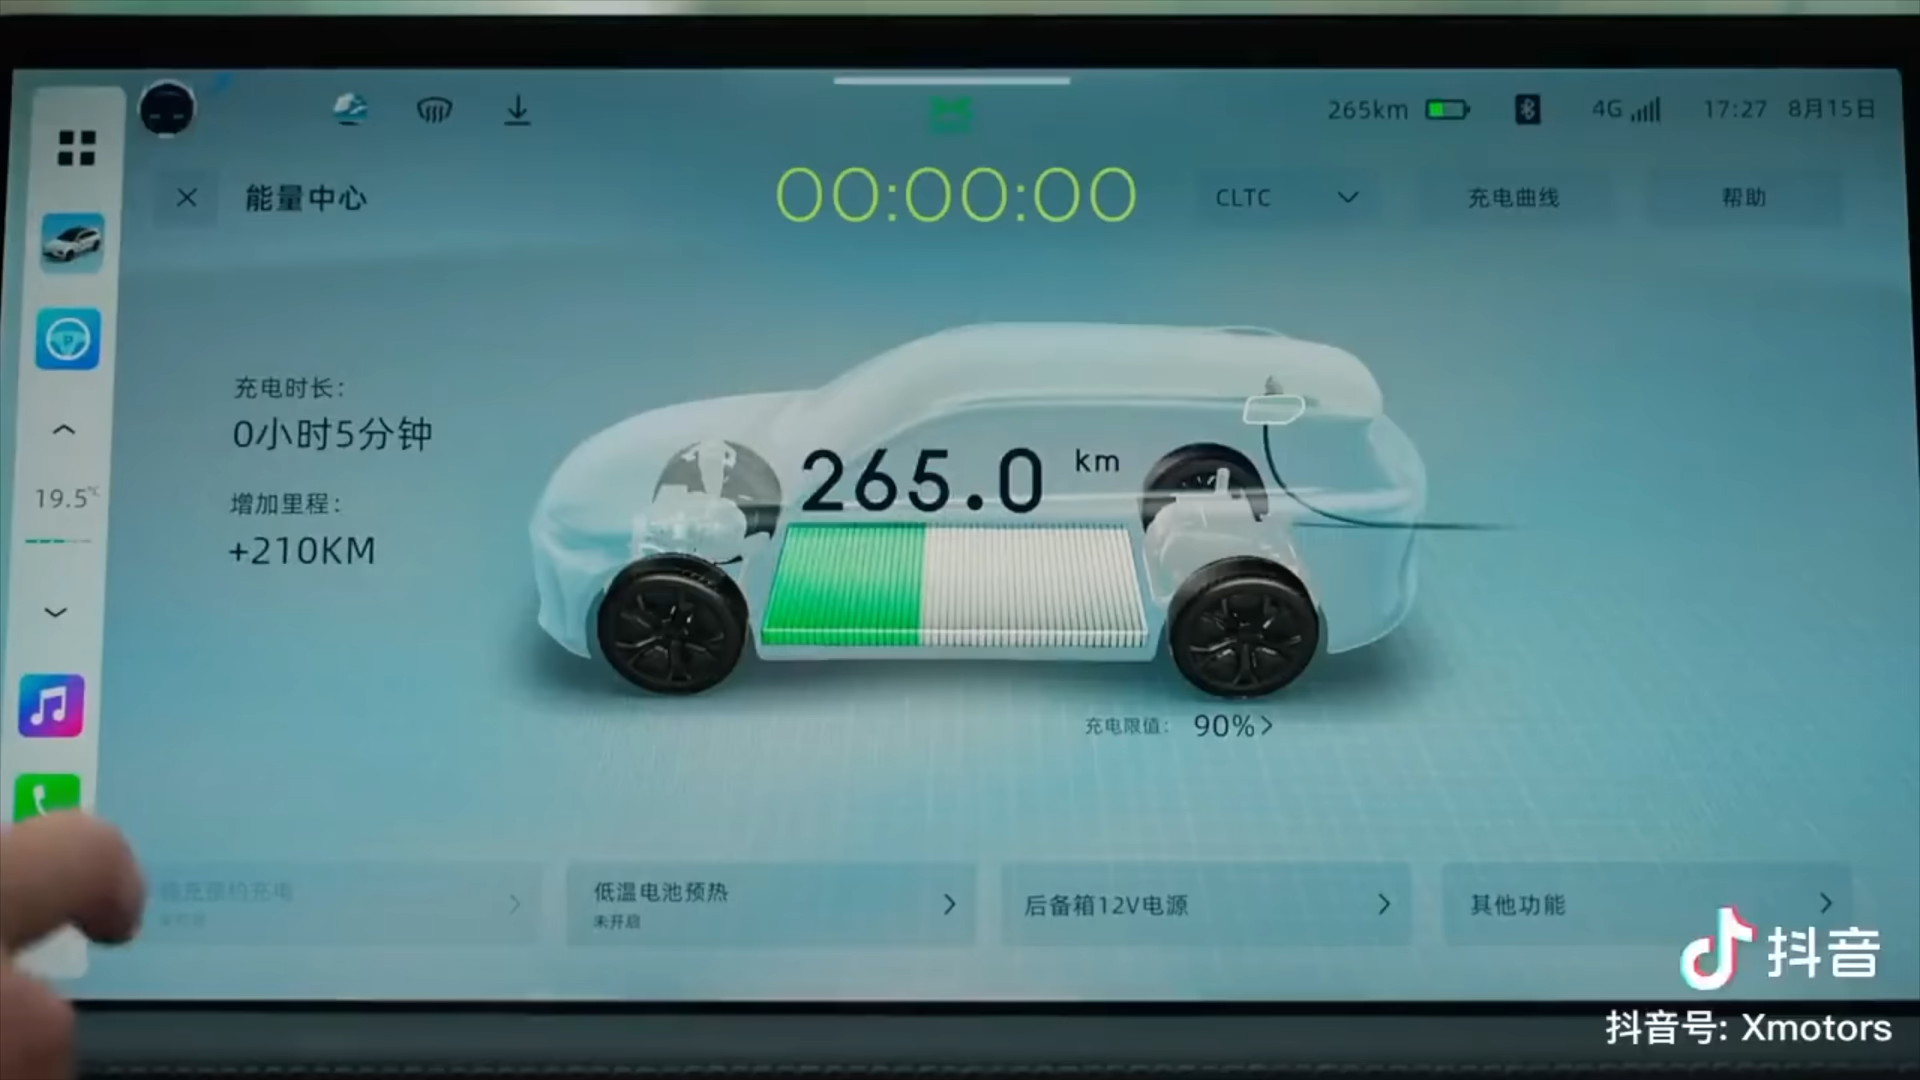 265km
4G
17:27
8月15日
能量中心
00:00:00
CLTC
充电曲线
帮助
充电时长:
0小时5分钟
增加里程:
+210KM
19.5℃
265.0 km
P
充电限值: 90%>
低温电池预热
未开启
后备箱12V电源
其他功能
抖音
抖音号: Xmotors